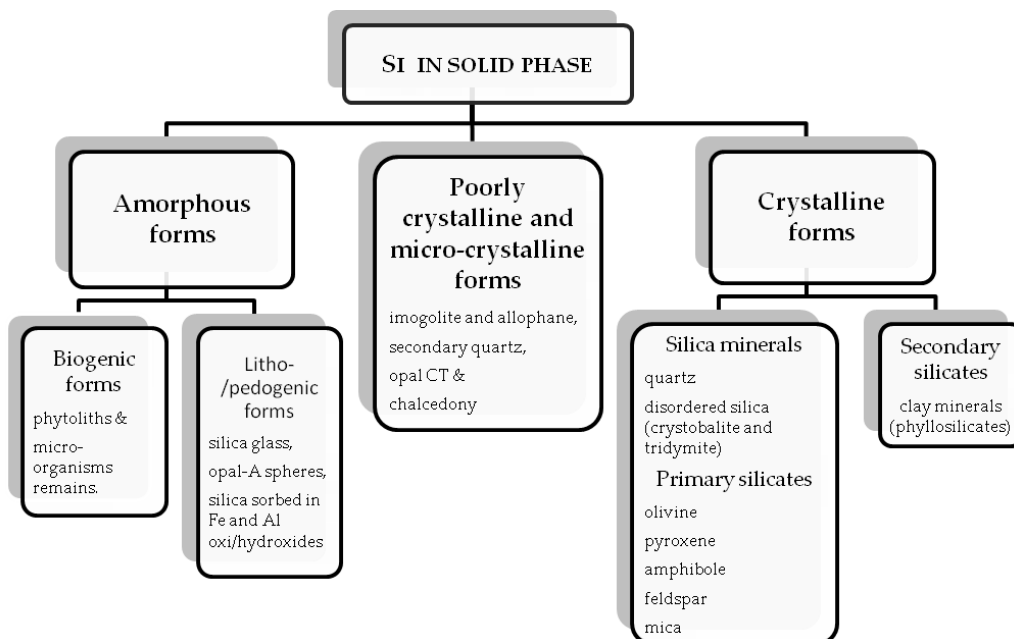 SI IN SOLID PHASE
Amorphous
forms
Biogenic
forms
phytoliths &
micro-
organisms
remains.
Litho-
/pedogenic
forms
silica glass,
opal-A spheres,
silica sorbed in
Fe and Al
oxi/hydroxides
Poorly
crystalline and
micro-crystalline
forms
imogolite and allophane,
secondary quartz,
opal CT &
chalcedony
Crystalline
forms
Silica minerals
quartz
disordered silica
(crystobalite and
tridymite)
Primary silicates
olivine
pyroxene
amphibole
feldspar
mica
Secondary
silicates
clay minerals
(phyllosilicates)